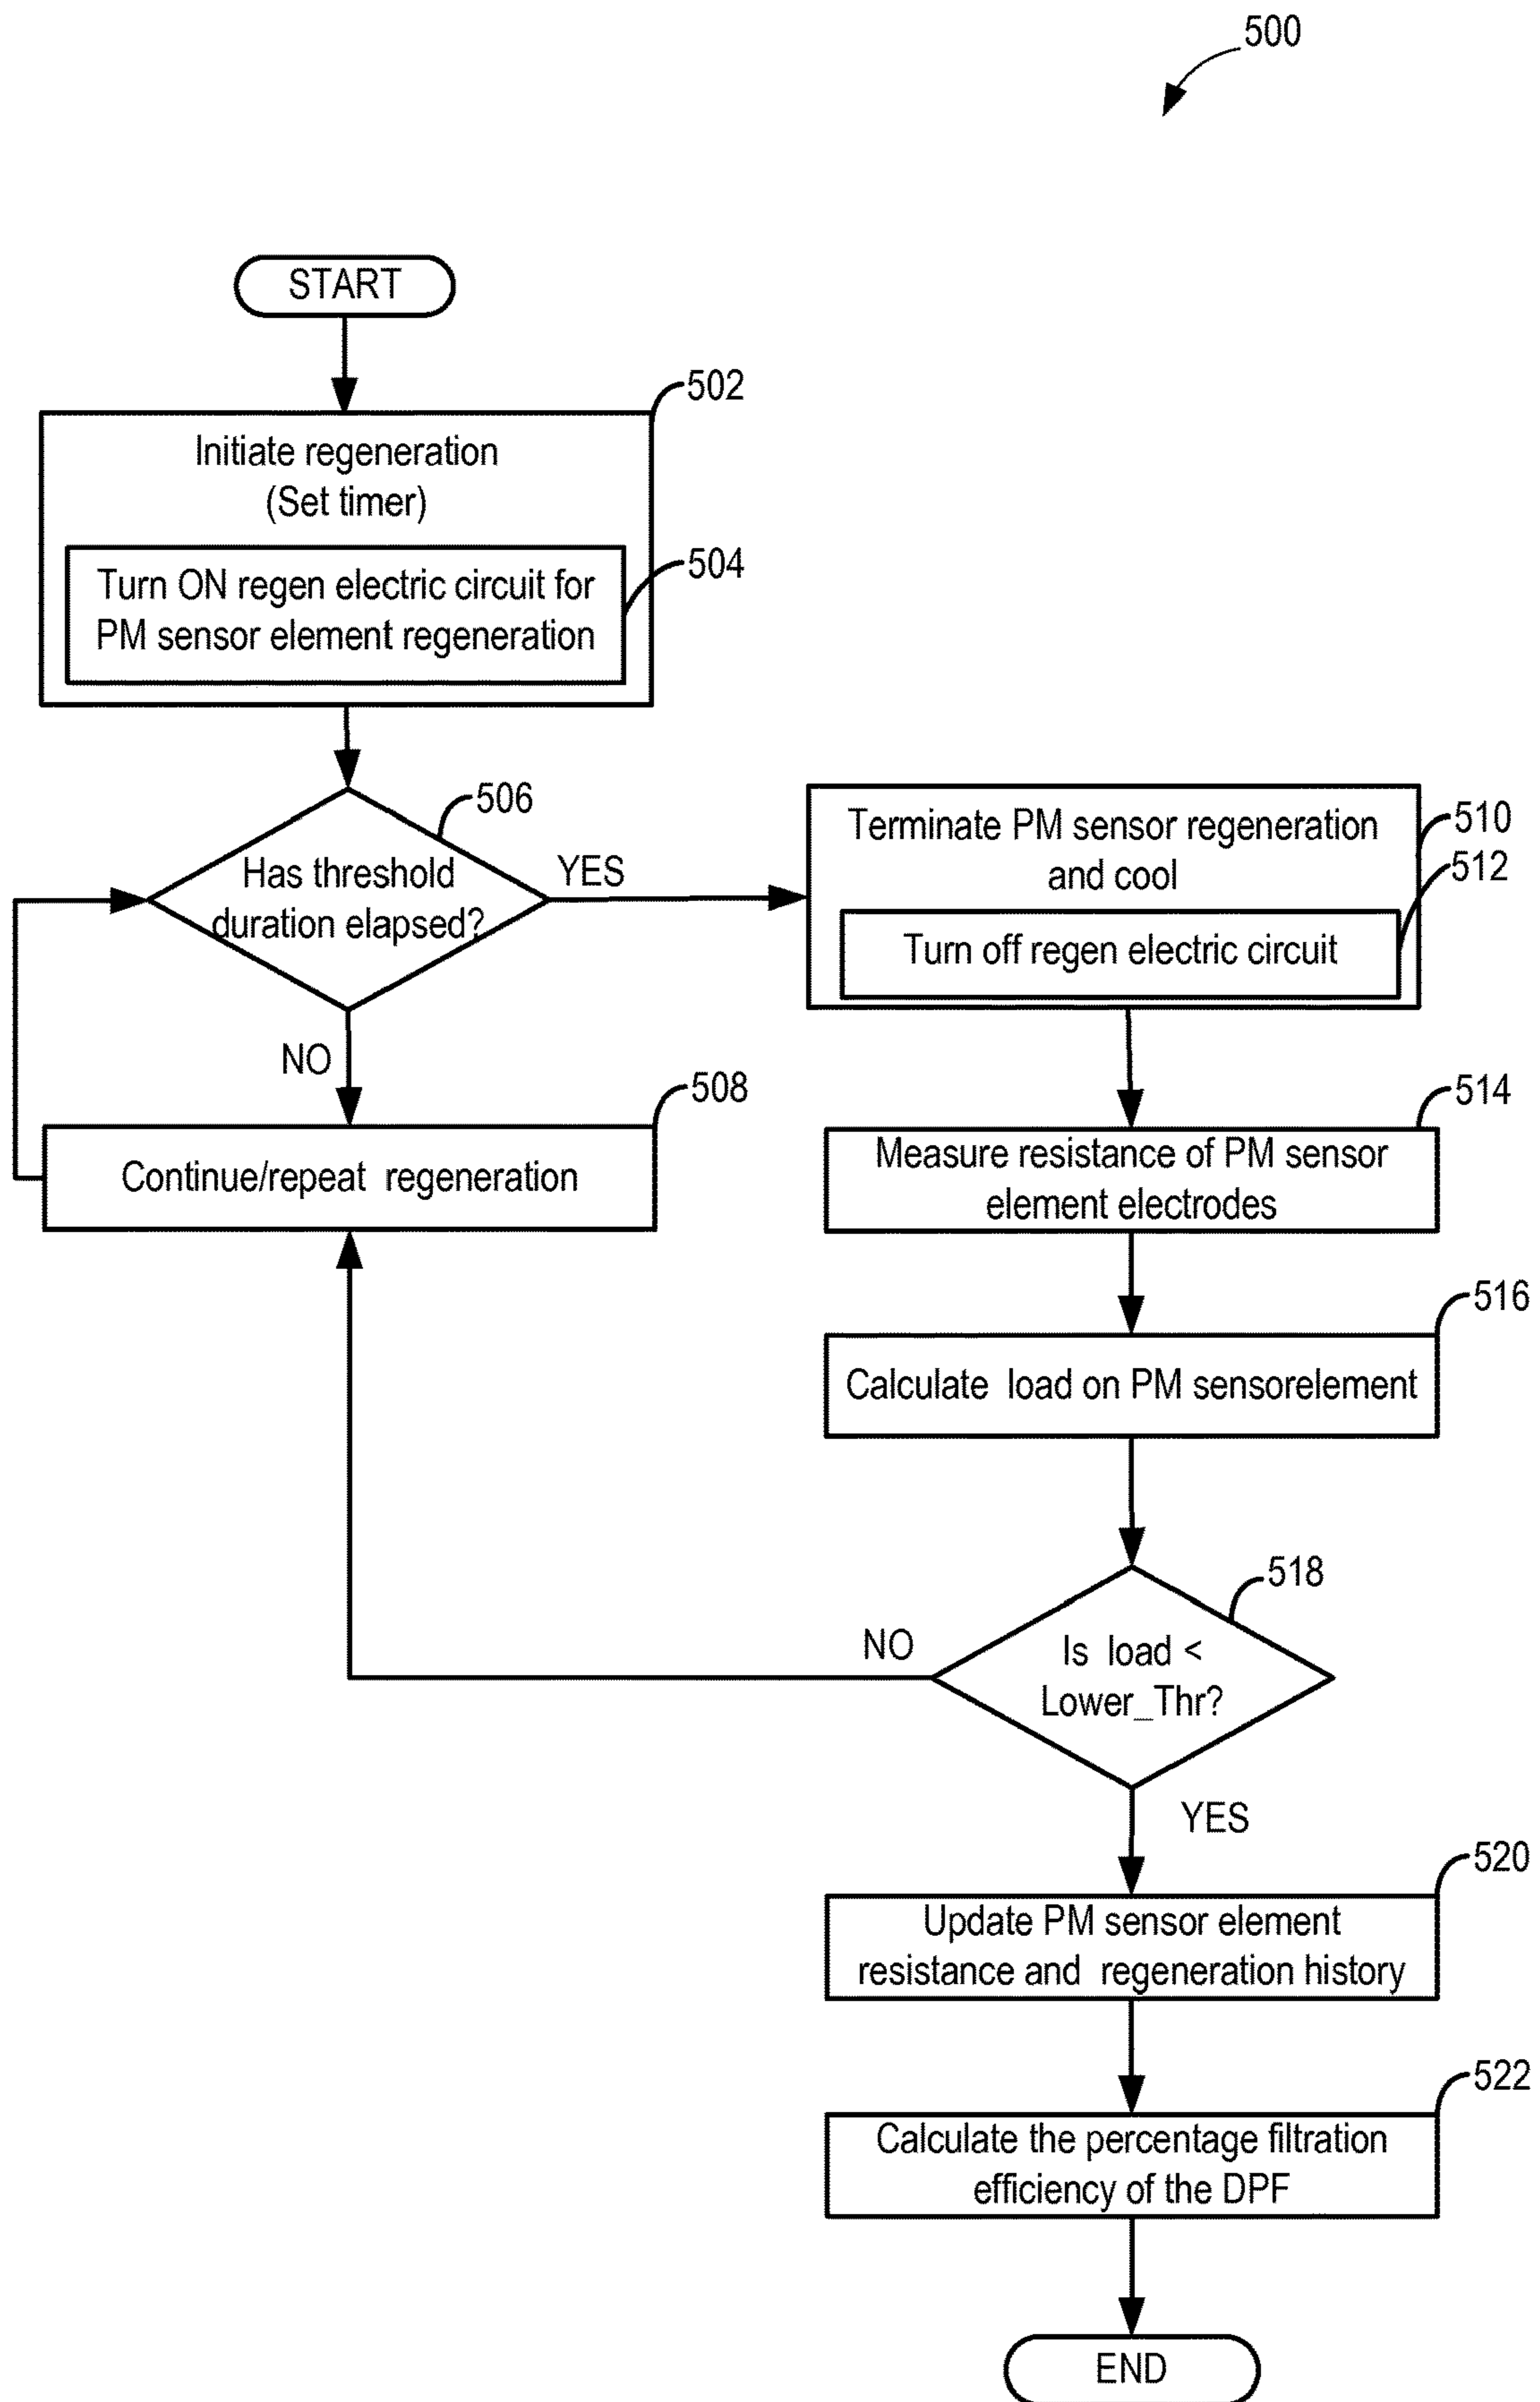 500
START
502
Initiate regeneration
(Set timer)
504
Turn ON regen electric circuit for
PM sensor element regeneration
506
Has threshold
duration elapsed?
YES
NO
508
Continue/repeat regeneration
510
Terminate PM sensor regeneration
and cool
512
Turn off regen electric circuit
514
Measure resistance of PM sensor
element electrodes
516
Calculate load on PM sensorelement
518
Is load <
Lower_Thr?
NO
YES
520
Update PM sensor element
resistance and regeneration history
522
Calculate the percentage filtration
efficiency of the DPF
END